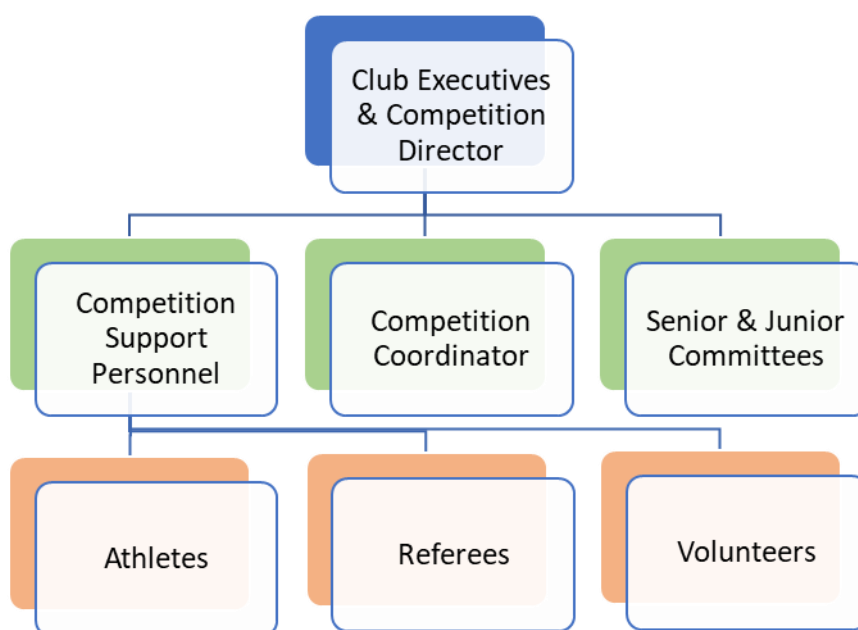 Club Executives
& Competition
Director
Competition
Support
Personnel
Competition
Coordinator
Senior & Junior
Committees
Athletes
Referees
Volunteers